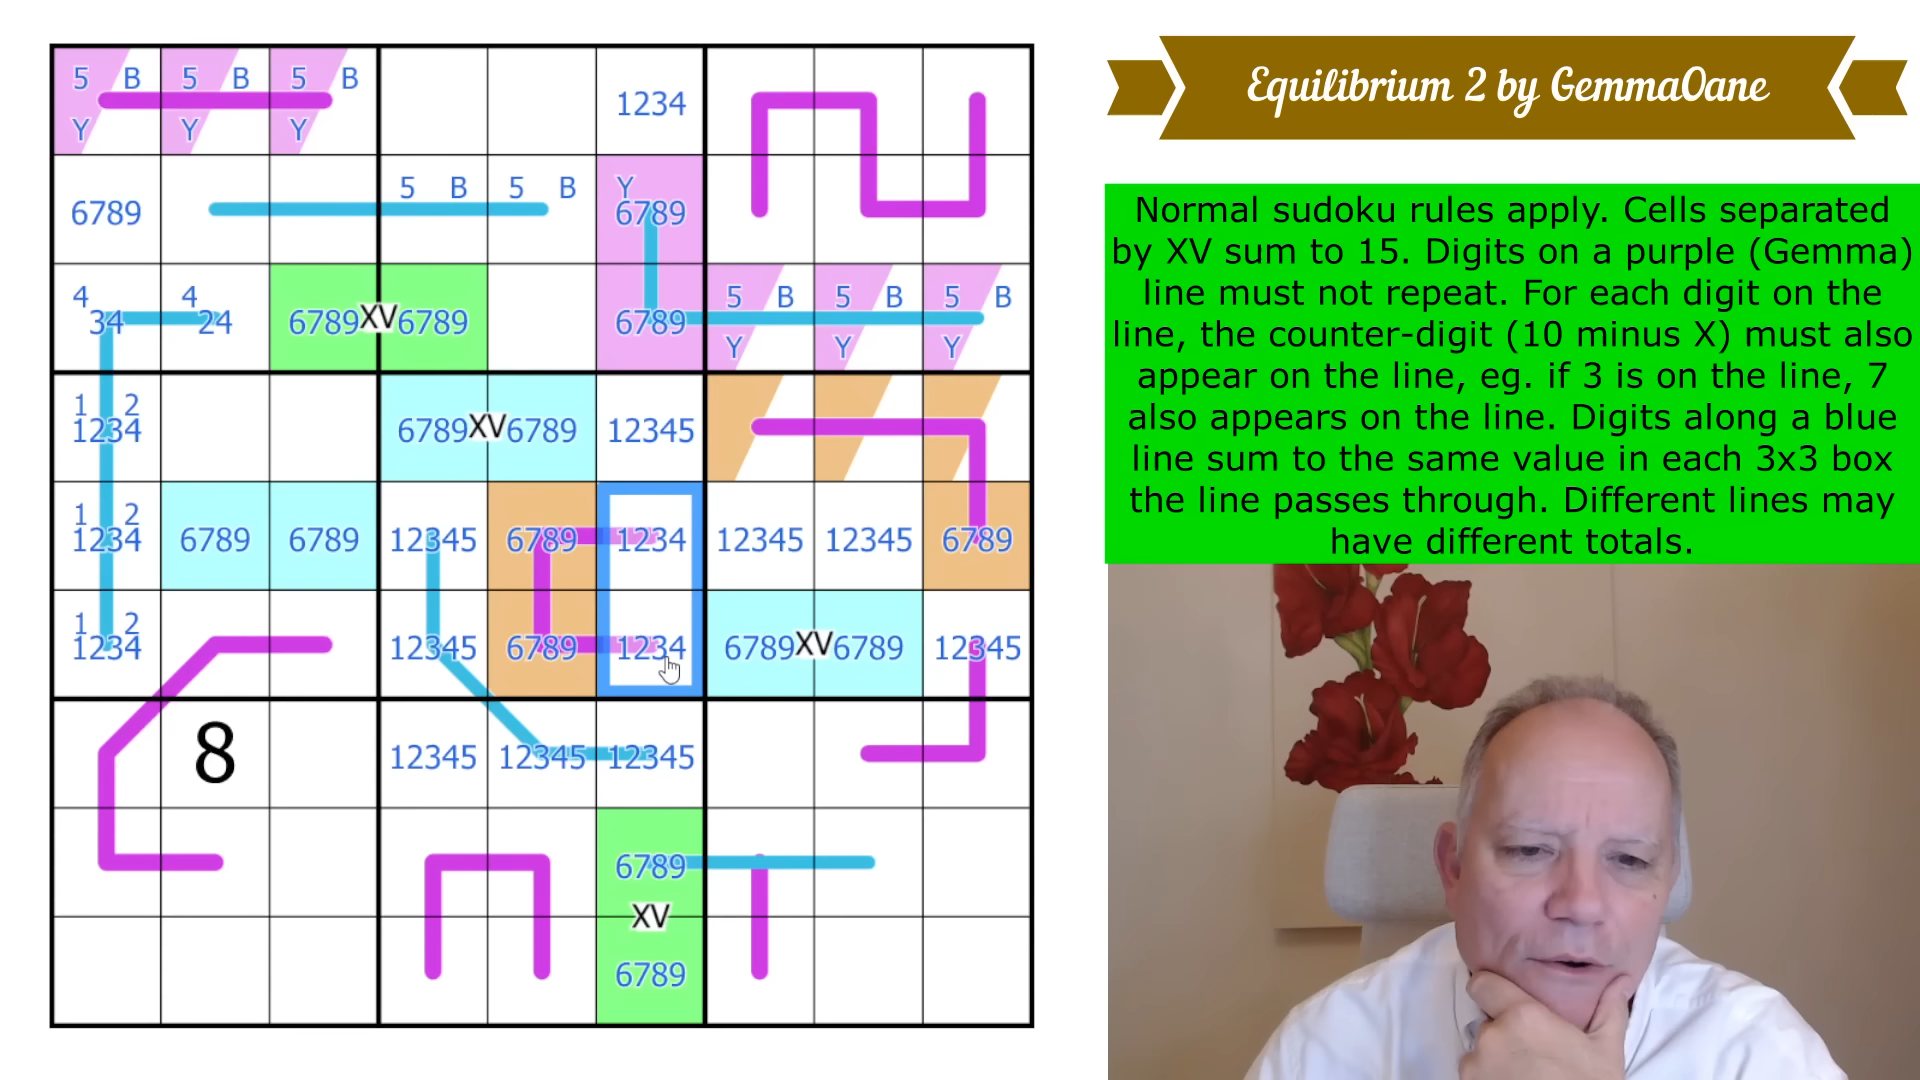 Equilibrium 2 by GemmaOane
Normal sudoku rules apply. Cells separated
by XV sum to 15. Digits on a purple (Gemma)
line must not repeat. For each digit on the
line, the counter-digit (10 minus X) must also
appear on the line, eg. if 3 is on the line, 7
also appears on the line. Digits along a blue
line sum to the same value in each 3x3 box
the line passes through. Different lines may
have different totals.
5 B 5 B 5 B
1234
Y Y Y
5 B 5 B Y
6789 6789
4 4 5 B 5 B 5 B
34 24 6789 XV 6789 6789
Y Y Y
1 2
1234 6789 XV 6789 12345
1 2
1234 6789 6789 12345 6789 1234 12345 12345 6789
1 2
1234 12345 6789 1234 6789 XV 6789 12345
8 12345 12345 12345
6789
XV
6789